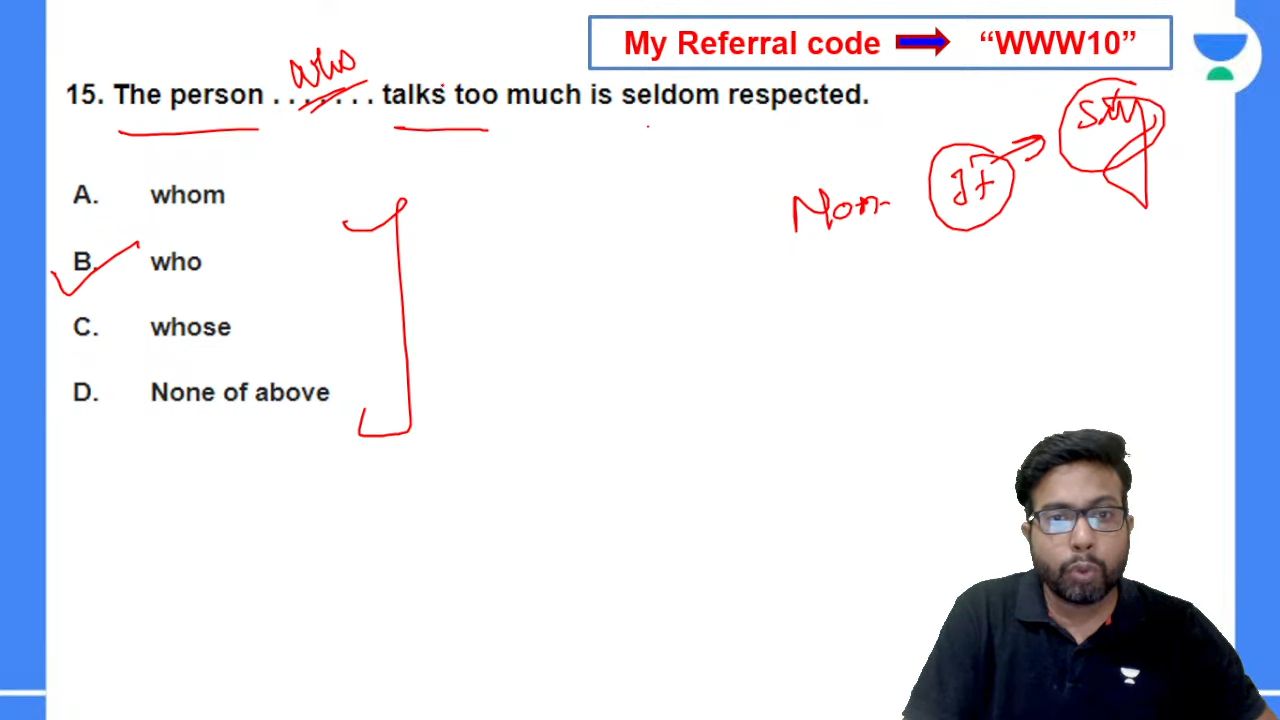 My Referral code “WWW10”
who
15. The person . . . . . . . talks too much is seldom respected.
A. whom
B. who
C. whose
D. None of above